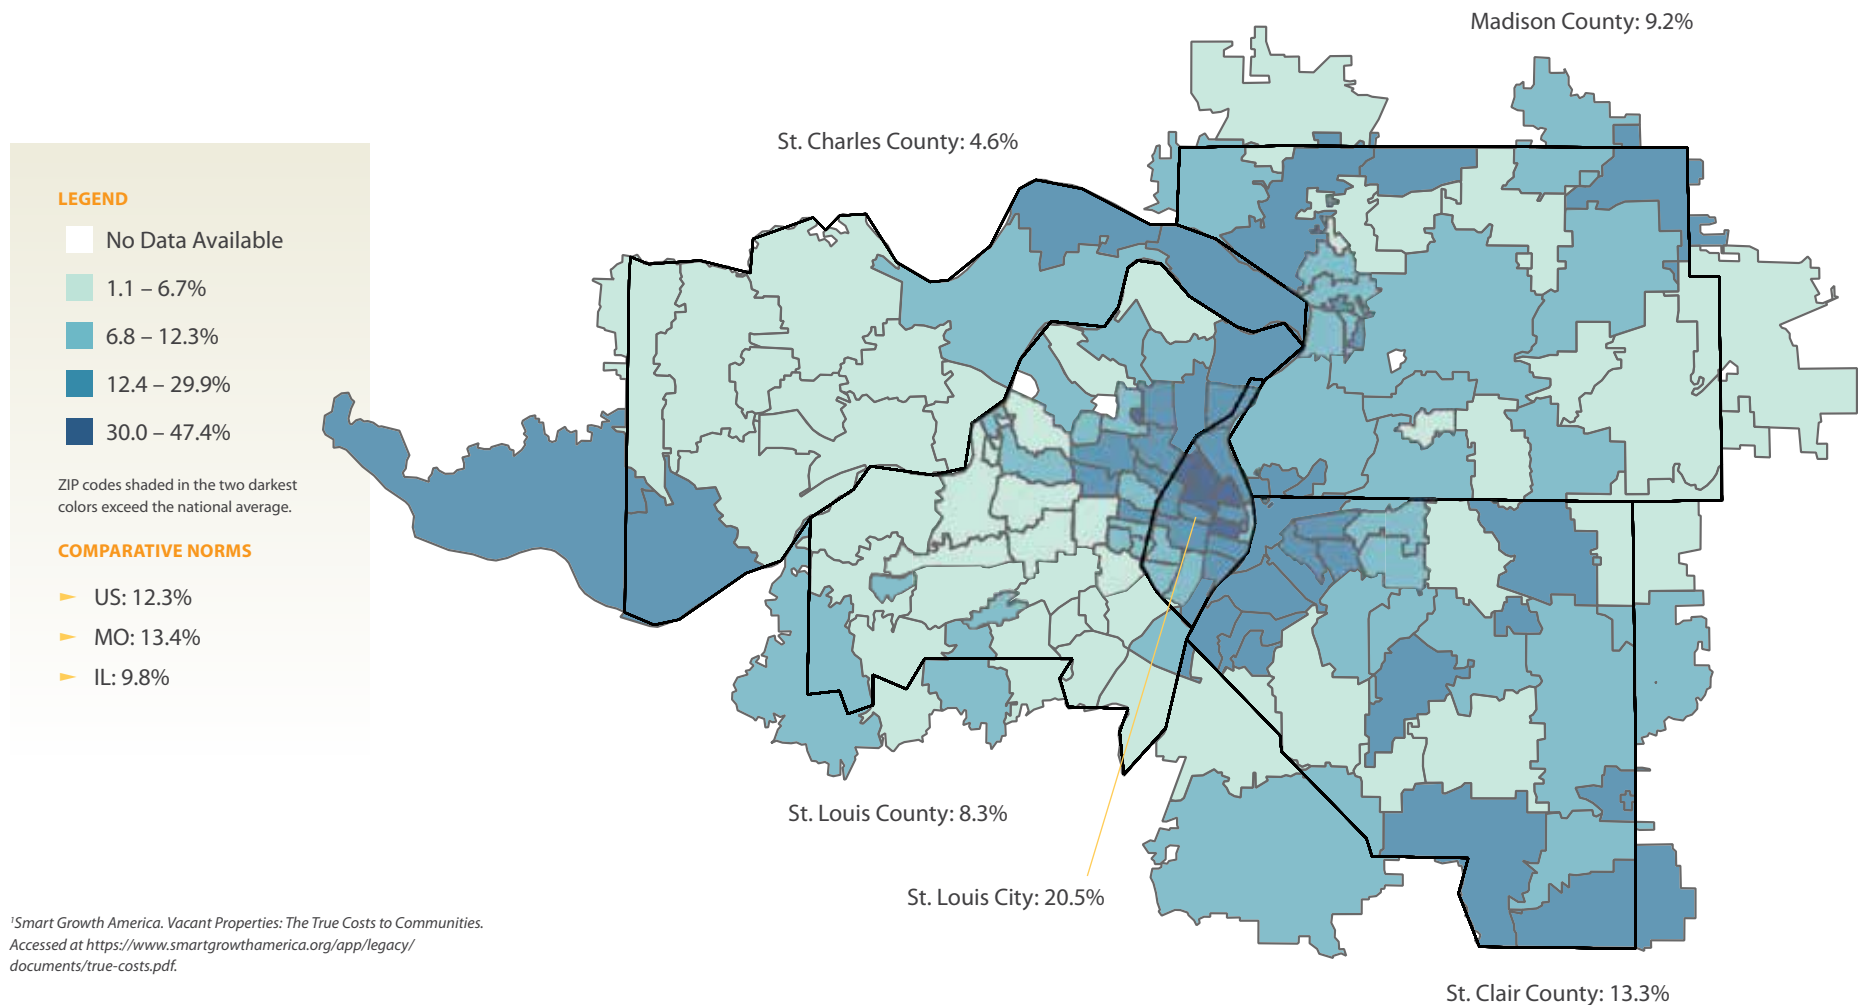 Madison County: 9.2%
St. Charles County: 4.6%
LEGEND
No Data Available
1.1 – 6.7%
6.8 – 12.3%
12.4 – 29.9%
30.0 – 47.4%
ZIP codes shaded in the two darkest
colors exceed the national average.
COMPARATIVE NORMS
► US: 12.3%
► MO: 13.4%
► IL: 9.8%
St. Louis County: 8.3%
St. Louis City: 20.5%
¹Smart Growth America. Vacant Properties: The True Costs to Communities.
Accessed at https://www.smartgrowthamerica.org/app/legacy/
documents/true-costs.pdf.
St. Clair County: 13.3%